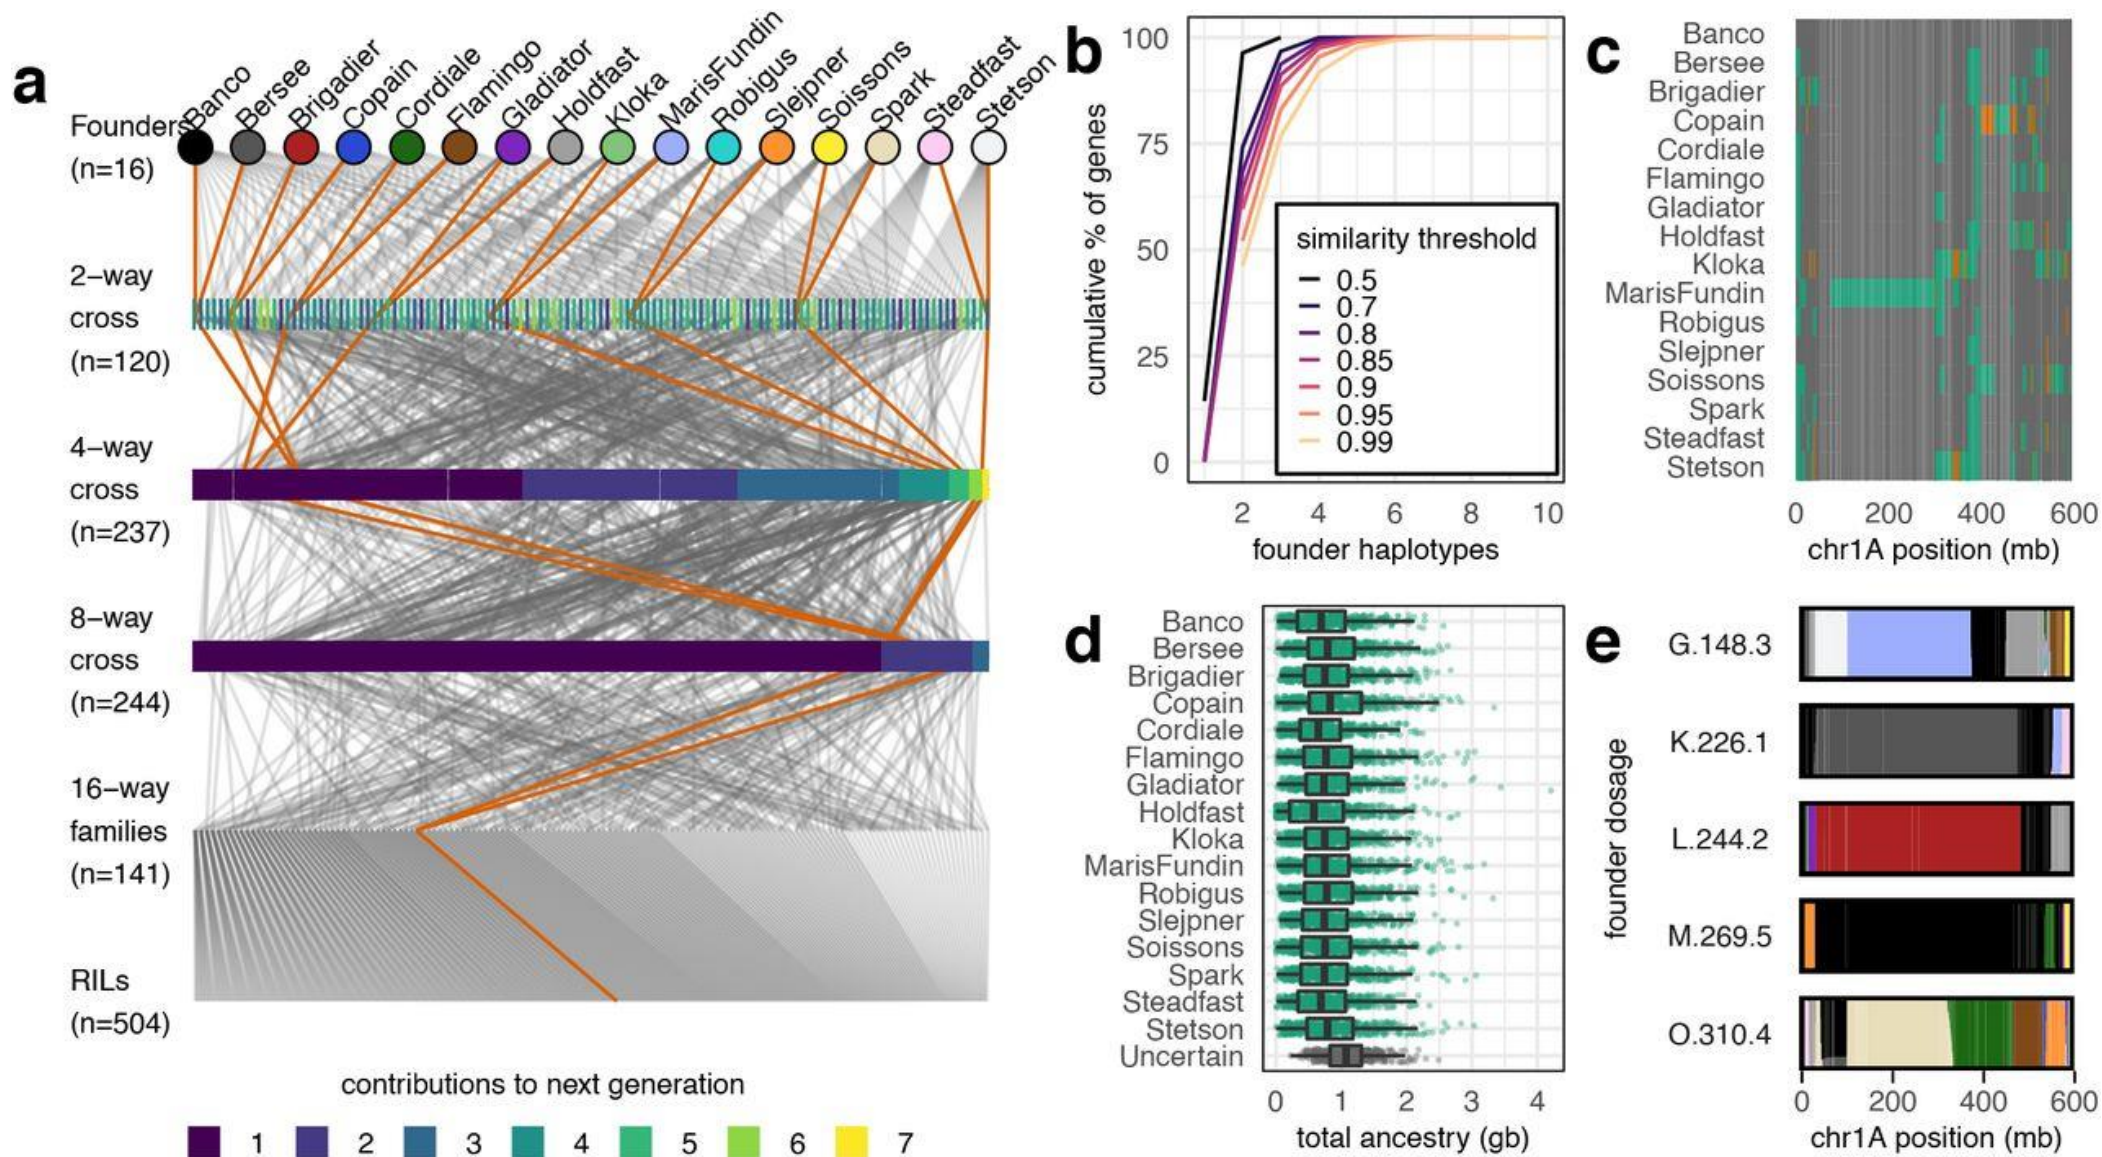 a
Founders
(n=16)
Banco
Bersee
Brigadier
Copain
Cordiale
Flamingo
Gladiator
Holdfast
Kloka
MarisFundin
Robigus
Slejpner
Soissons
Spark
Steadfast
Stetson
2−way
cross
(n=120)
4−way
cross
(n=237)
8−way
cross
(n=244)
16−way
families
(n=141)
RILs
(n=504)
contributions to next generation
1 2 3 4 5 6 7
b
cumulative % of genes
100
75
50
25
0
similarity threshold
0.5
0.7
0.8
0.85
0.9
0.95
0.99
2 4 6 8 10
founder haplotypes
c
Banco
Bersee
Brigadier
Copain
Cordiale
Flamingo
Gladiator
Holdfast
Kloka
MarisFundin
Robigus
Slejpner
Soissons
Spark
Steadfast
Stetson
0 200 400 600
chr1A position (mb)
d
Banco
Bersee
Brigadier
Copain
Cordiale
Flamingo
Gladiator
Holdfast
Kloka
MarisFundin
Robigus
Slejpner
Soissons
Spark
Steadfast
Stetson
Uncertain
0 1 2 3 4
total ancestry (gb)
e
founder dosage
G.148.3
K.226.1
L.244.2
M.269.5
O.310.4
0 200 400 600
chr1A position (mb)